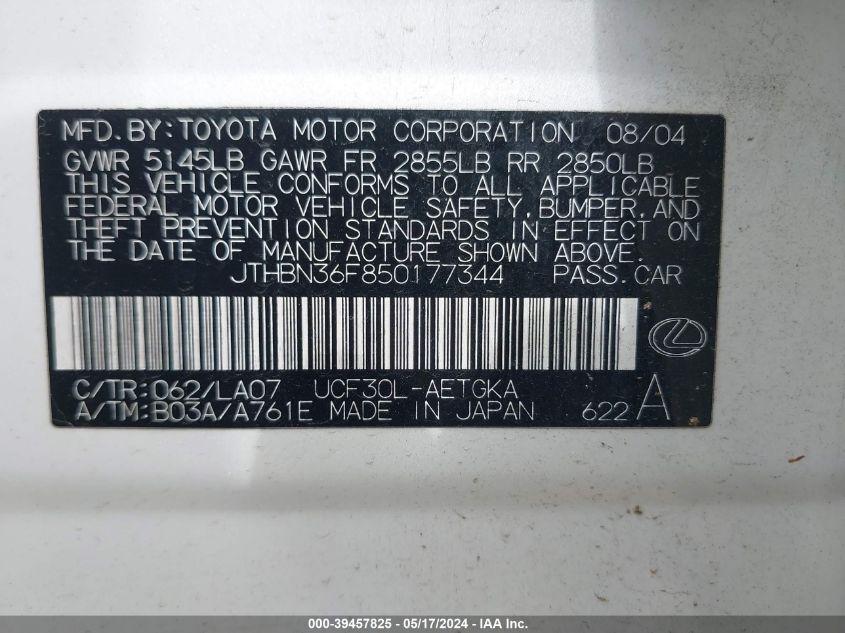 MFD. BY: TOYOTA MOTOR CORPORATION 08/04
GVWR 5145LB GAWR FR 2855LB RR 2850LB
THIS VEHICLE CONFORMS TO ALL APPLICABLE
FEDERAL MOTOR VEHICLE SAFETY, BUMPER, AND
THEFT PREVENTION STANDARDS IN EFFECT ON
THE DATE OF MANUFACTURE SHOWN ABOVE.
JTHBN36F850177344 PASS. CAR
C/TR: 062/LA07 UCF30L-AETGKA
A/TM: B03A/A761E MADE IN JAPAN 622 A
000-39457825 - 05/17/2024 - IAA Inc.